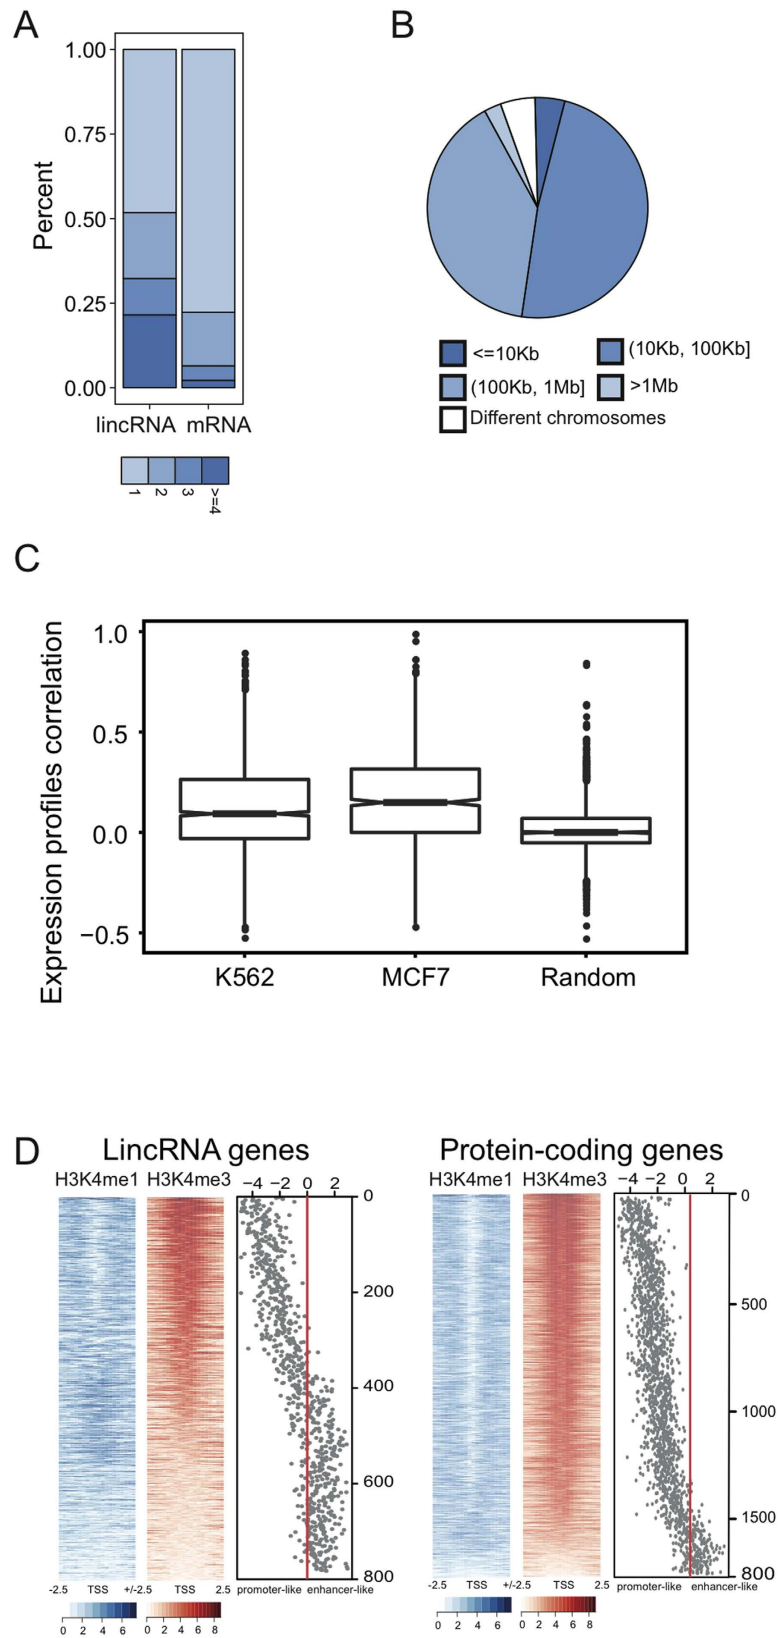 A
B
1.00
0.75
0.50
0.25
0.00
Percent
lincRNA mRNA
1 2 3 >=4
<=10Kb (10Kb, 100Kb]
(100Kb, 1Mb] >1Mb
Different chromosomes
C
Expression profiles correlation
1.0
0.5
0.0
−0.5
K562 MCF7 Random
D
LincRNA genes Protein-coding genes
H3K4me1 H3K4me3 −4 −2 0 2 H3K4me1 H3K4me3 −4 −2 0 2
0
200
400
600
800
0
500
1000
1500
800
-2.5 TSS +/-2.5 TSS 2.5 promoter-like enhancer-like -2.5 TSS +/-2.5 TSS 2.5 promoter-like enhancer-like
0 2 4 6 0 2 4 6 8 0 2 4 6 0 2 4 6 8